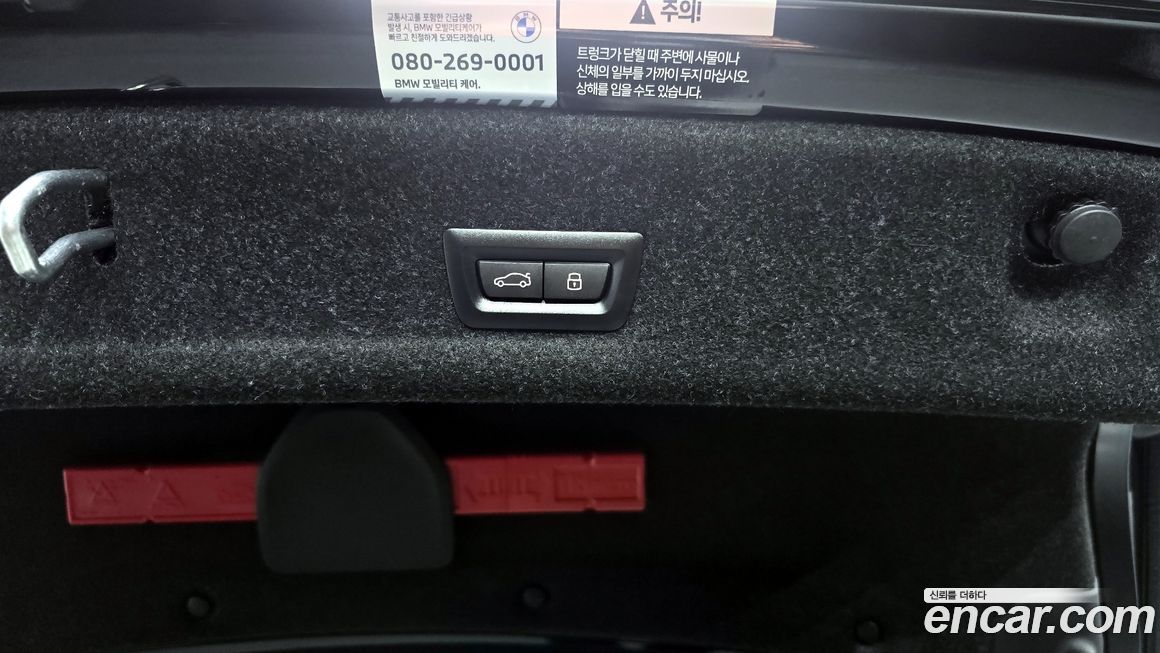 교통사고를 포함한 긴급상황
발생 시, BMW 모빌리티케어가
빠르고 친절하게 도와드리겠습니다.
080-269-0001
BMW 모빌리티 케어.
주의!
트렁크가 닫힐 때 주변에 사물이나
신체의 일부를 가까이 두지 마십시오.
상해를 입을 수도 있습니다.
신뢰를 더하다
encar.com